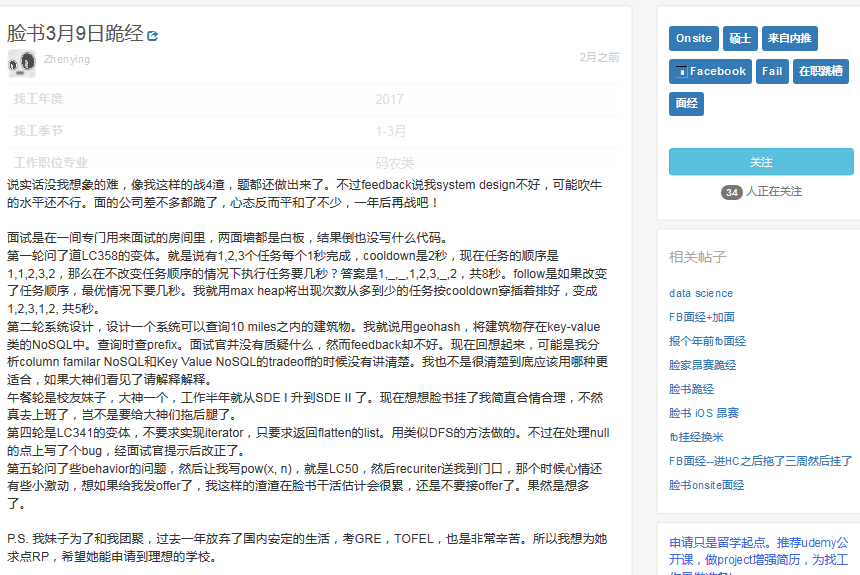 脸书3月9日跪经
Zhenying
2月之前
找工年度 2017
找工季节 1-3月
工作职位专业 码农类
说实话没我想象的难，像我这样的战4渣，题都还做出来了。不过feedback说我system design不好，可能吹牛
的水平还不行。面的公司差不多都跪了，心态反而平和了不少，一年后再战吧！
面试是在一间专门用来面试的房间里，两面墙都是白板，结果倒也没写什么代码。
第一轮问了道LC358的变体。就是说有1,2,3个任务每个1秒完成，cooldown是2秒，现在任务的顺序是
1,1,2,3,2，那么在不改变任务顺序的情况下执行任务要几秒？答案是1,_,_,1,2,3,_,2，共8秒。follow是如果改变
了任务顺序，最优情况下要几秒。我就用max heap将出现次数从多到少的任务按cooldown穿插着排好，变成
1,2,3,1,2, 共5秒。
第二轮系统设计，设计一个系统可以查询10 miles之内的建筑物。我就说用geohash，将建筑物存在key-value
类的NoSQL中。查询时查prefix。面试官并没有质疑什么，然而feedback却不好。现在回想起来，可能是我分
析column familar NoSQL和Key Value NoSQL的tradeoff的时候没有讲清楚。我也不是很清楚到底应该用哪种更
适合，如果大神们看见了请解释解释。
午餐轮是校友妹子，大神一个，工作半年就从SDE I 升到SDE II 了。现在想想脸书挂了我简直合情合理，不然
真去上班了，岂不是要给大神们拖后腿了。
第四轮是LC341的变体，不要求实现iterator，只要求返回flatten的list。用类似DFS的方法做的。不过在处理null
的点上写了个bug，经面试官提示后改正了。
第五轮问了些behavior的问题，然后让我写pow(x, n)，就是LC50，然后recuriter送我到门口，那个时候心情还
有些小激动，想如果给我发offer了，我这样的渣渣在脸书干活估计会很累，还是不要接offer了。果然是想多
了。
P.S. 我妹子为了和我团聚，过去一年放弃了国内安定的生活，考GRE，TOFEL，也是非常辛苦。所以我想为她
求点RP，希望她能申请到理想的学校。
Onsite 硕士 来自内推
Facebook Fail 在职跳槽
面经
关注
34 人正在关注
相关帖子
data science
FB面经+加面
报个年前fb面经
脸家昂赛跪经
脸书跪经
脸书 iOS 昂赛
fb挂经换米
FB面经--进HC之后拖了三周然后挂了
脸书onsite面经
申请只是留学起点。推荐udemy公
开课，做project增强简历，为找工